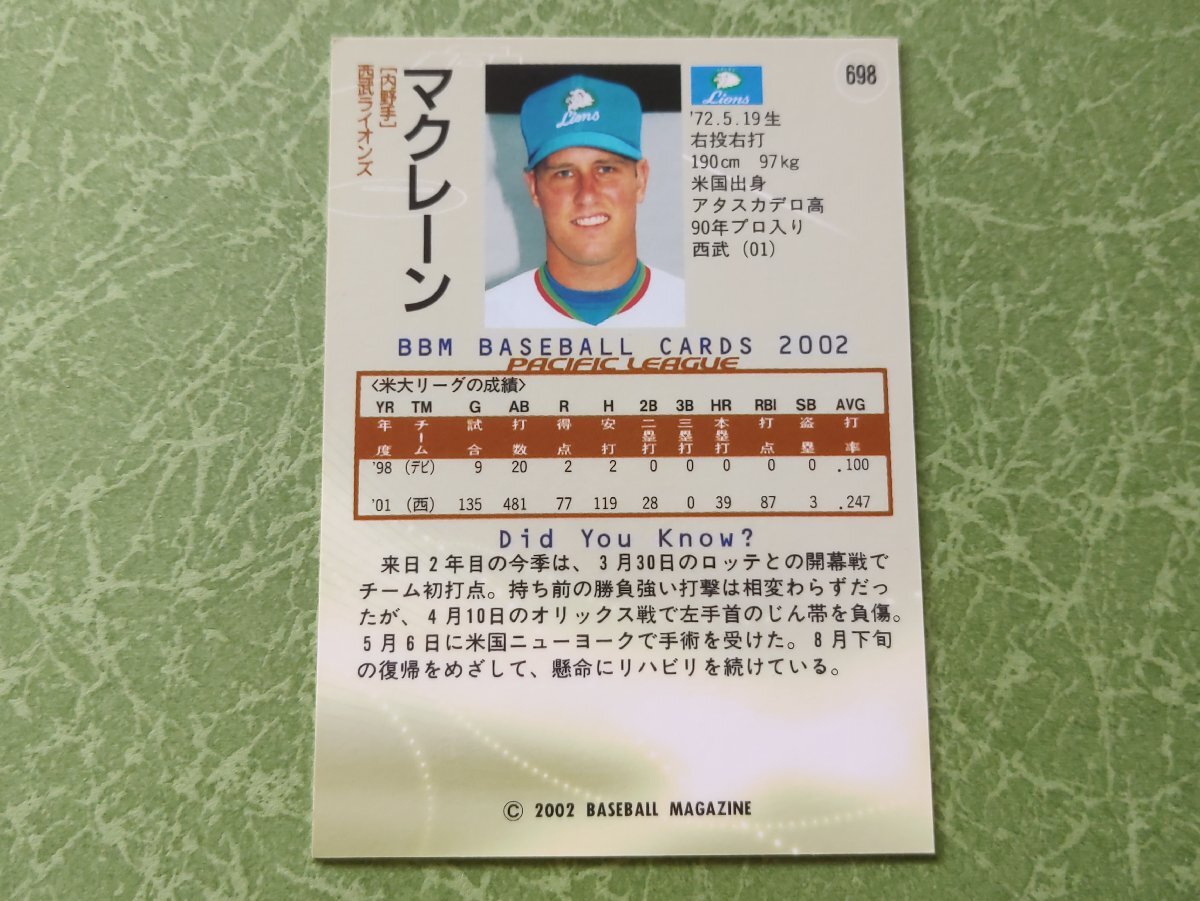 698
マクレーン
[内野手]
西武ライオンズ
Lions
Lions
'72.5.19生
右投右打
190cm 97kg
米国出身
アタスカデロ高
90年プロ入り
西武 (01)
BBM BASEBALL CARDS 2002
PACIFIC LEAGUE
〈米大リーグの成績〉
YR TM G AB R H 2B 3B HR RBI SB AVG
年度 チーム 試合 打数 得点 安打 二塁打 三塁打 本塁打 打点 盗塁 打率
'98 (デビ) 9 20 2 2 0 0 0 0 0 .100
'01 (西) 135 481 77 119 28 0 39 87 3 .247
Did You Know?
来日2年目の今季は、3月30日のロッテとの開幕戦で
チーム初打点。持ち前の勝負強い打撃は相変わらずだっ
たが、4月10日のオリックス戦で左手首のじん帯を負傷。
5月6日に米国ニューヨークで手術を受けた。8月下旬
の復帰をめざして、懸命にリハビリを続けている。
© 2002 BASEBALL MAGAZINE